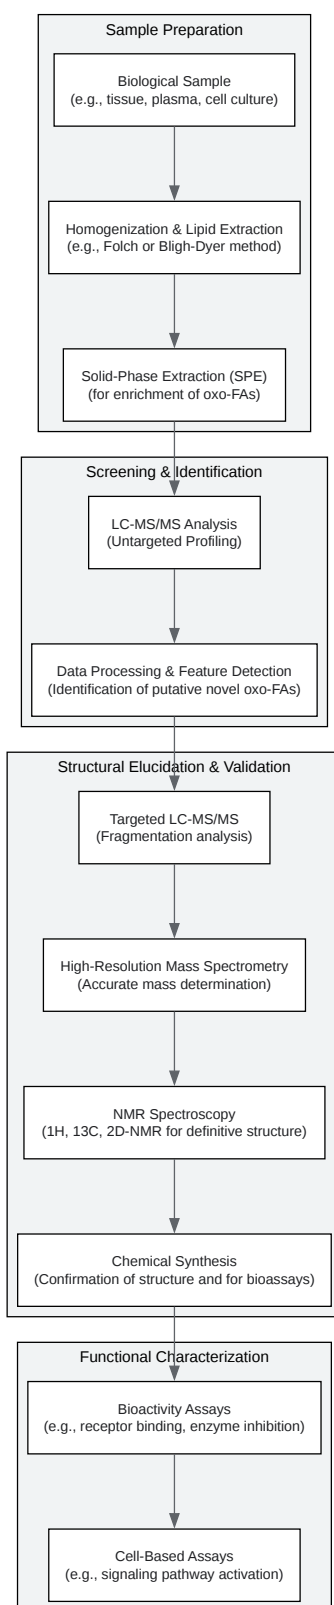 Sample Preparation
Biological Sample
(e.g., tissue, plasma, cell culture)
Homogenization & Lipid Extraction
(e.g., Folch or Bligh-Dyer method)
Solid-Phase Extraction (SPE)
(for enrichment of oxo-FAs)
Screening & Identification
LC-MS/MS Analysis
(Untargeted Profiling)
Data Processing & Feature Detection
(Identification of putative novel oxo-FAs)
Structural Elucidation & Validation
Targeted LC-MS/MS
(Fragmentation analysis)
High-Resolution Mass Spectrometry
(Accurate mass determination)
NMR Spectroscopy
(1H, 13C, 2D-NMR for definitive structure)
Chemical Synthesis
(Confirmation of structure and for bioassays)
Functional Characterization
Bioactivity Assays
(e.g., receptor binding, enzyme inhibition)
Cell-Based Assays
(e.g., signaling pathway activation)